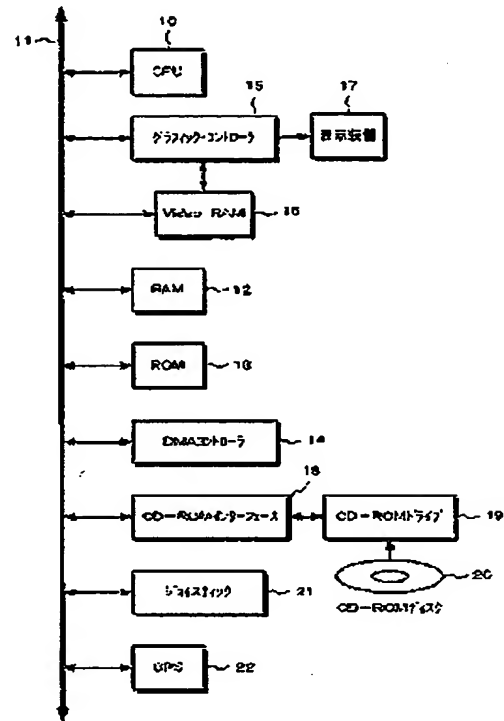 10
11
CPU
15
17
グラフィック・コントローラ
表示装置
Video RAM
16
RAM
12
ROM
13
DMAコントローラ
14
18
CD－ROMインターフェース
CD－ROMドライブ
19
20
CD－ROMディスク
ジョイスティック
21
GPS
22